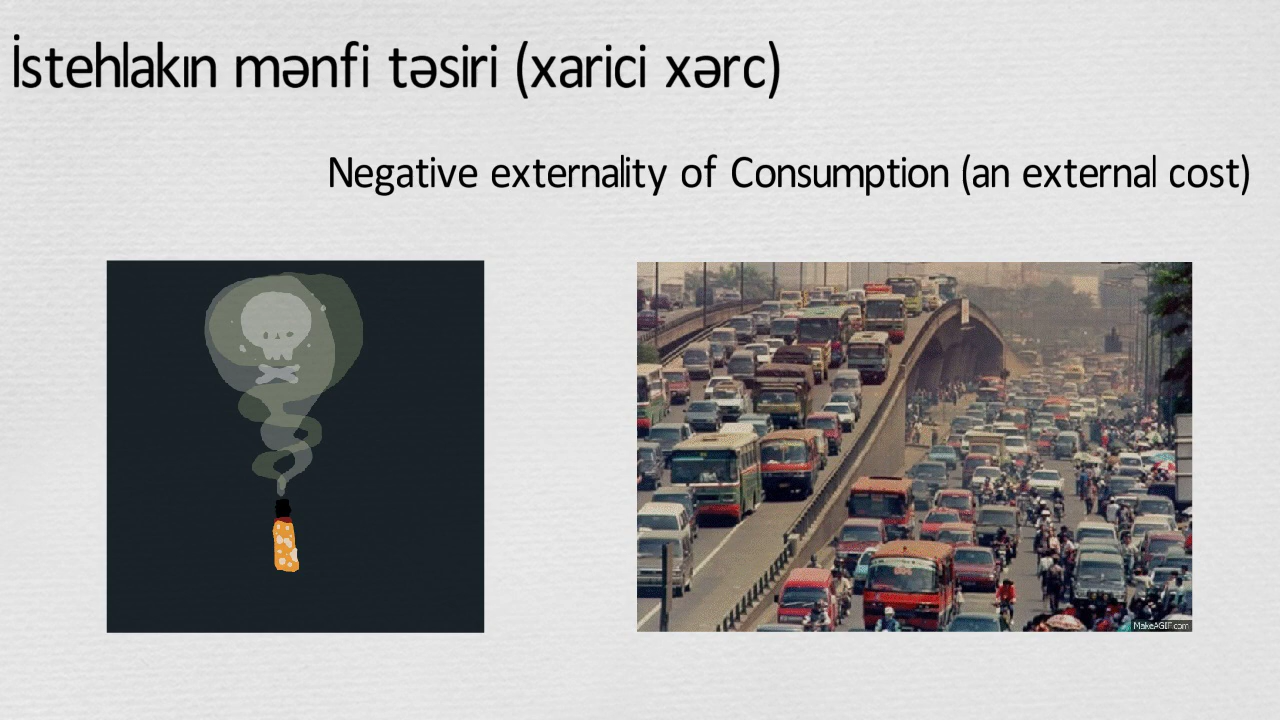 İstehlakın mənfi təsiri (xarici xərc)
Negative externality of Consumption (an external cost)
MakeAGIF.com